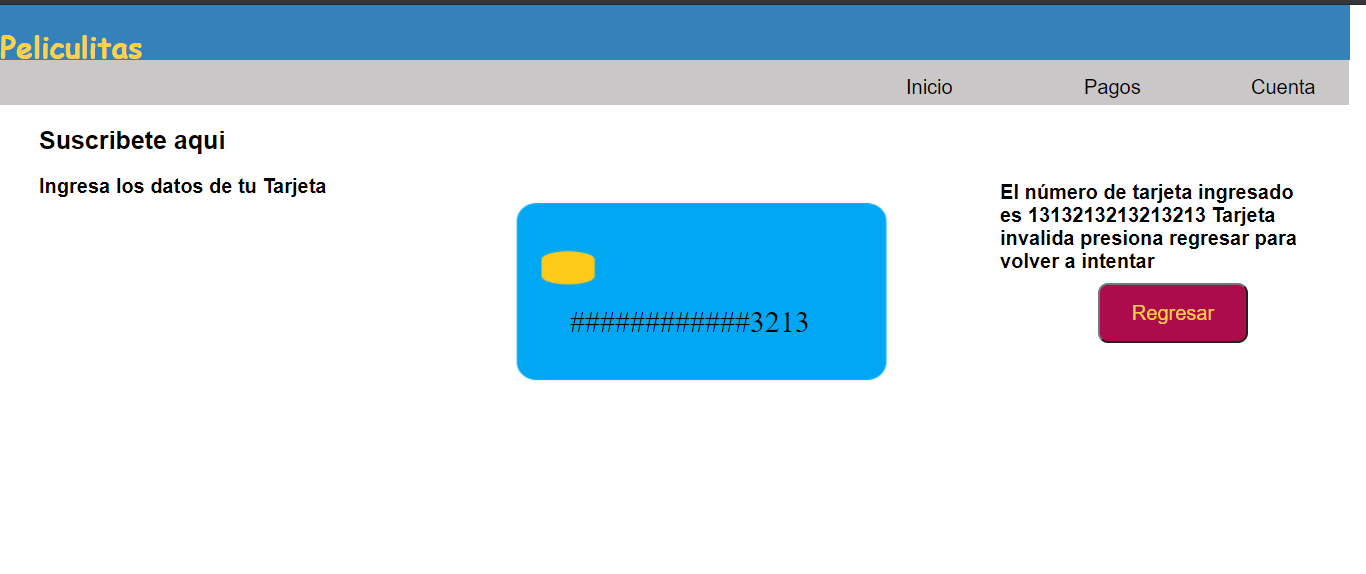 Peliculitas
Inicio Pagos Cuenta
Suscribete aqui
Ingresa los datos de tu Tarjeta
############3213
El número de tarjeta ingresado
es 1313213213213213 Tarjeta
invalida presiona regresar para
volver a intentar
Regresar